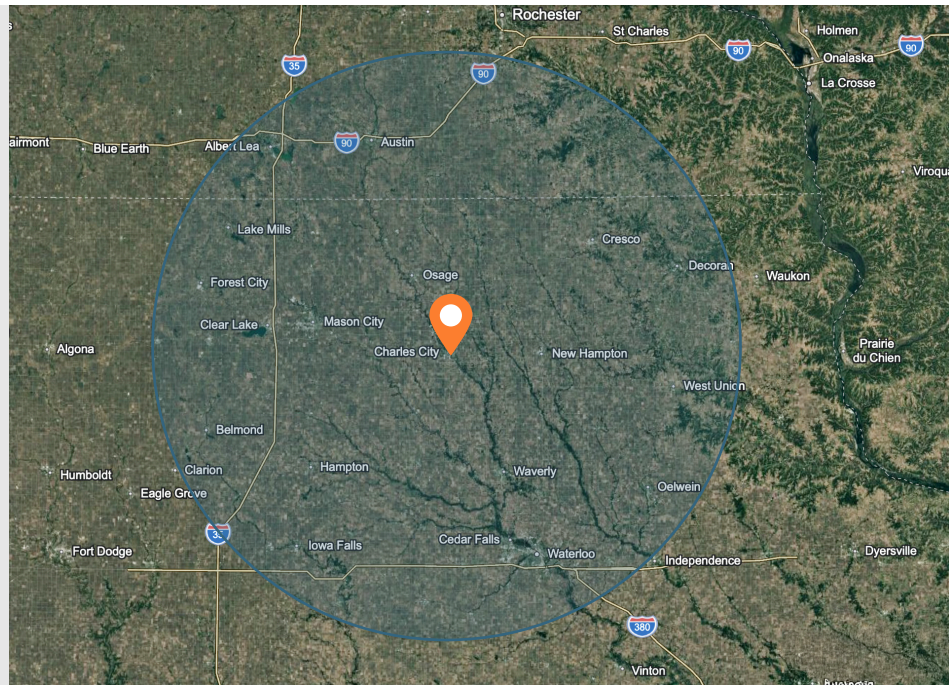 Rochester
St Charles
Holmen
35
90
90
Onalaska
90
La Crosse
airmont
Blue Earth
Albert Lea
90
Austin
Viroqua
Lake Mills
Cresco
Osage
Decorah
Waukon
Forest City
Clear Lake
Mason City
Algona
Charles City
New Hampton
Prairie
du Chien
West Union
Belmond
Clarion
Hampton
Waverly
Humboldt
Eagle Grove
Oelwein
35
Fort Dodge
Iowa Falls
Cedar Falls
Waterloo
Independence
Dyersville
380
Vinton